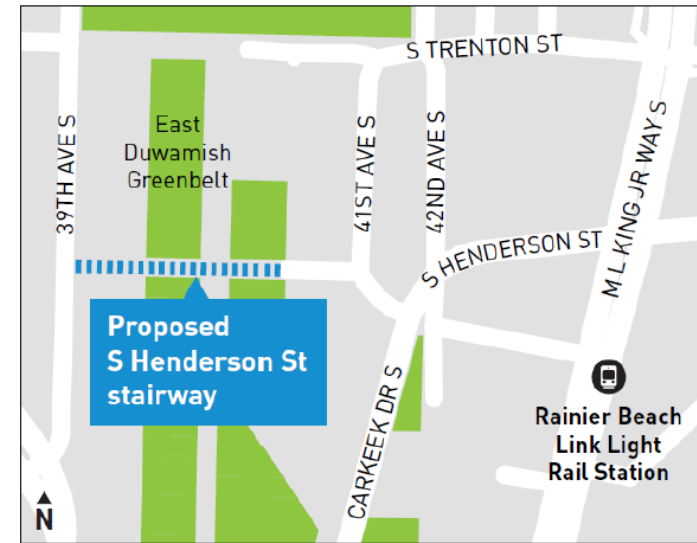 S TRENTON ST
East
Duwamish
Greenbelt
39TH AVE S
41ST AVE S
42ND AVE S
M L KING JR WAY S
S HENDERSON ST
Proposed
S Henderson St
stairway
CARKEEK DR S
Rainier Beach
Link Light
Rail Station
N